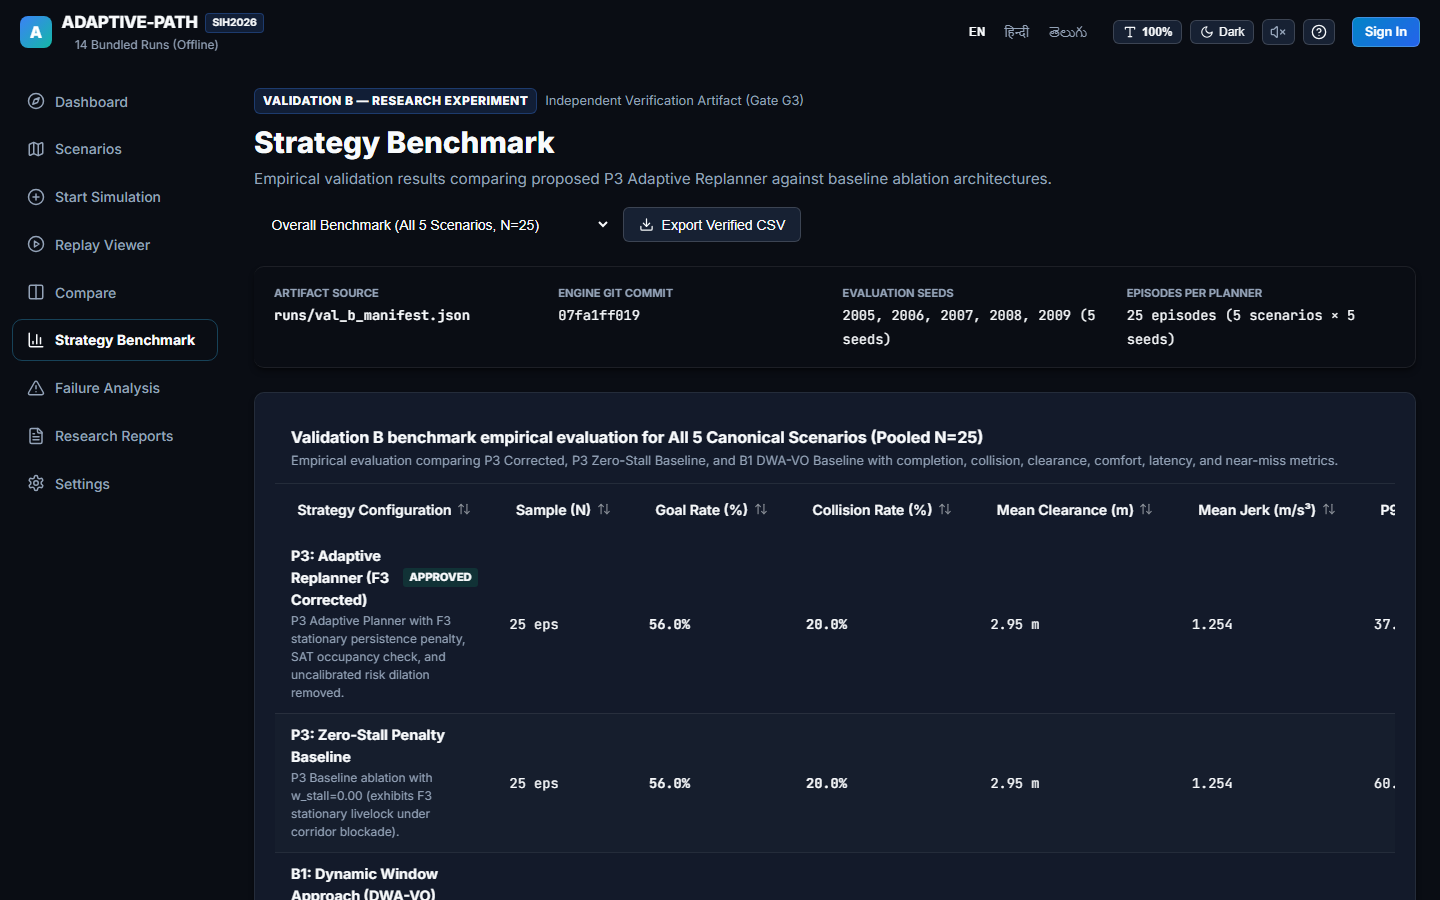 A
ADAPTIVE-PATH SIH2026
14 Bundled Runs (Offline)
EN हिन्दी తెలుగు 100% Dark Sign In
Dashboard
Scenarios
Start Simulation
Replay Viewer
Compare
Strategy Benchmark
Failure Analysis
Research Reports
Settings
VALIDATION B — RESEARCH EXPERIMENT Independent Verification Artifact (Gate G3)
Strategy Benchmark
Empirical validation results comparing proposed P3 Adaptive Replanner against baseline ablation architectures.
Overall Benchmark (All 5 Scenarios, N=25) Export Verified CSV
ARTIFACT SOURCE
runs/val_b_manifest.json
ENGINE GIT COMMIT
07fa1ff019
EVALUATION SEEDS
2005, 2006, 2007, 2008, 2009 (5
seeds)
EPISODES PER PLANNER
25 episodes (5 scenarios × 5
seeds)
Validation B benchmark empirical evaluation for All 5 Canonical Scenarios (Pooled N=25)
Empirical evaluation comparing P3 Corrected, P3 Zero-Stall Baseline, and B1 DWA-VO Baseline with completion, collision, clearance, comfort, latency, and near-miss metrics.
Strategy Configuration Sample (N) Goal Rate (%) Collision Rate (%) Mean Clearance (m) Mean Jerk (m/s³)
P3: Adaptive
Replanner (F3
Corrected)
APPROVED
P3 Adaptive Planner with F3
stationary persistence penalty,
SAT occupancy check, and
uncalibrated risk dilation
removed.
25 eps 56.0% 20.0% 2.95 m 1.254 37.
P3: Zero-Stall Penalty
Baseline
P3 Baseline ablation with
w_stall=0.00 (exhibits F3
stationary livelock under
corridor blockade).
25 eps 56.0% 20.0% 2.95 m 1.254 60.
B1: Dynamic Window
Approach (DWA-VO)